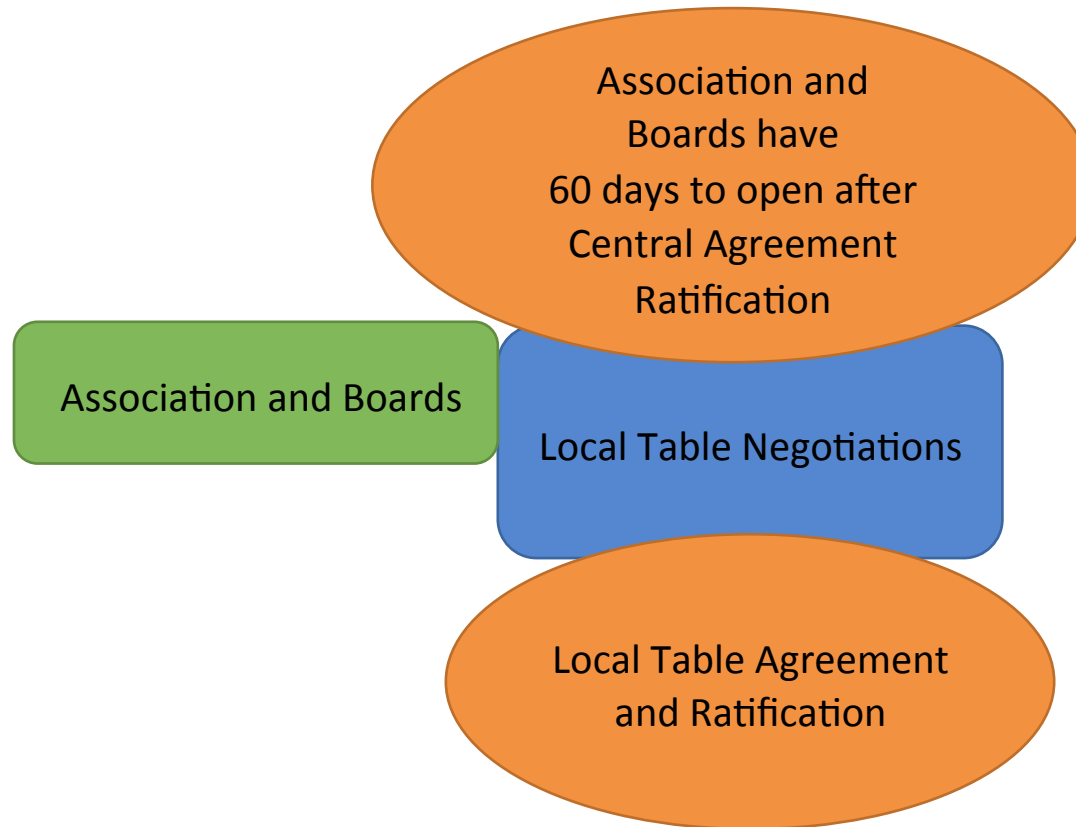 Association and
Boards have
60 days to open after
Central Agreement
Ratification
Association and Boards
Local Table Negotiations
Local Table Agreement
and Ratification